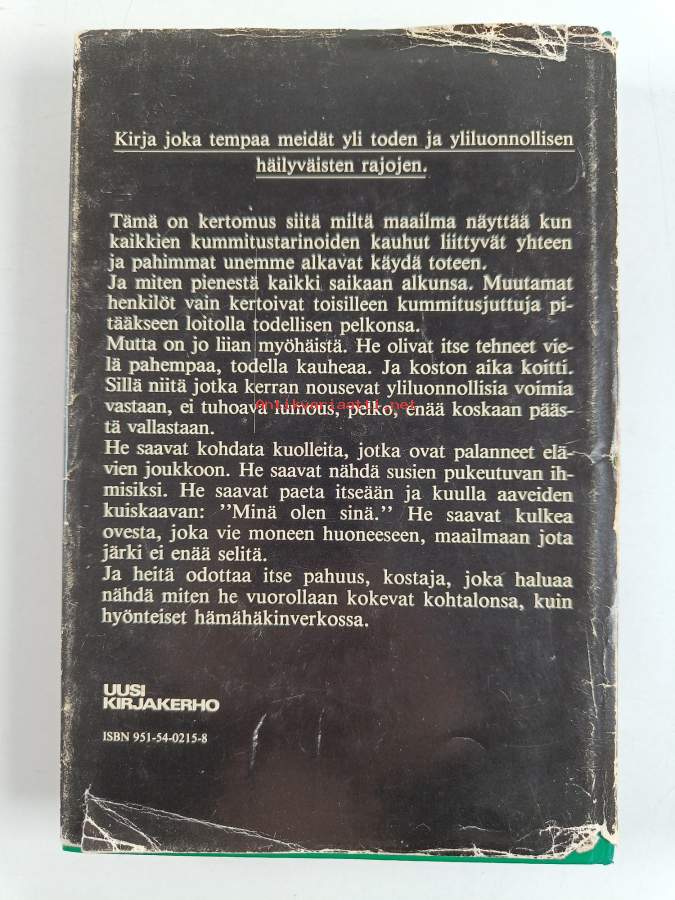 Kirja joka tempaa meidät yli toden ja yliluonnollisen
häilyväisten rajojen.
Tämä on kertomus siitä miltä maailma näyttää kun
kaikkien kummitustarinoiden kauhut liittyvät yhteen
ja pahimmat unemme alkavat käydä toteen.
Ja miten pienestä kaikki saikaan alkunsa. Muutamat
henkilöt vain kertoivat toisilleen kummitusjuttuja pi-
tääkseen loitolla todellisen pelkonsa.
Mutta on jo liian myöhäistä. He olivat itse tehneet vie-
lä pahempaa, todella kauheaa. Ja koston aika koitti.
Sillä niitä jotka kerran nousevat yliluonnollisia voimia
vastaan, ei tuhoava lumous, pelko, enää koskaan pääs-
tä vallastaan.
Antikvariaatti.net
He saavat kohdata kuolleita, jotka ovat palanneet elä-
vien joukkoon. He saavat nähdä susien pukeutuvan ih-
misiksi. He saavat paeta itseään ja kuulla aaveiden
kuiskaavan: ''Minä olen sinä.'' He saavat kulkea
ovesta, joka vie moneen huoneeseen, maailmaan jota
järki ei enää selitä.
Ja heitä odottaa itse pahuus, kostaja, joka haluaa
nähdä miten he vuorollaan kokevat kohtalonsa, kuin
hyönteiset hämähäkinverkossa.
UUSI
KIRJAKERHO
ISBN 951-54-0215-8